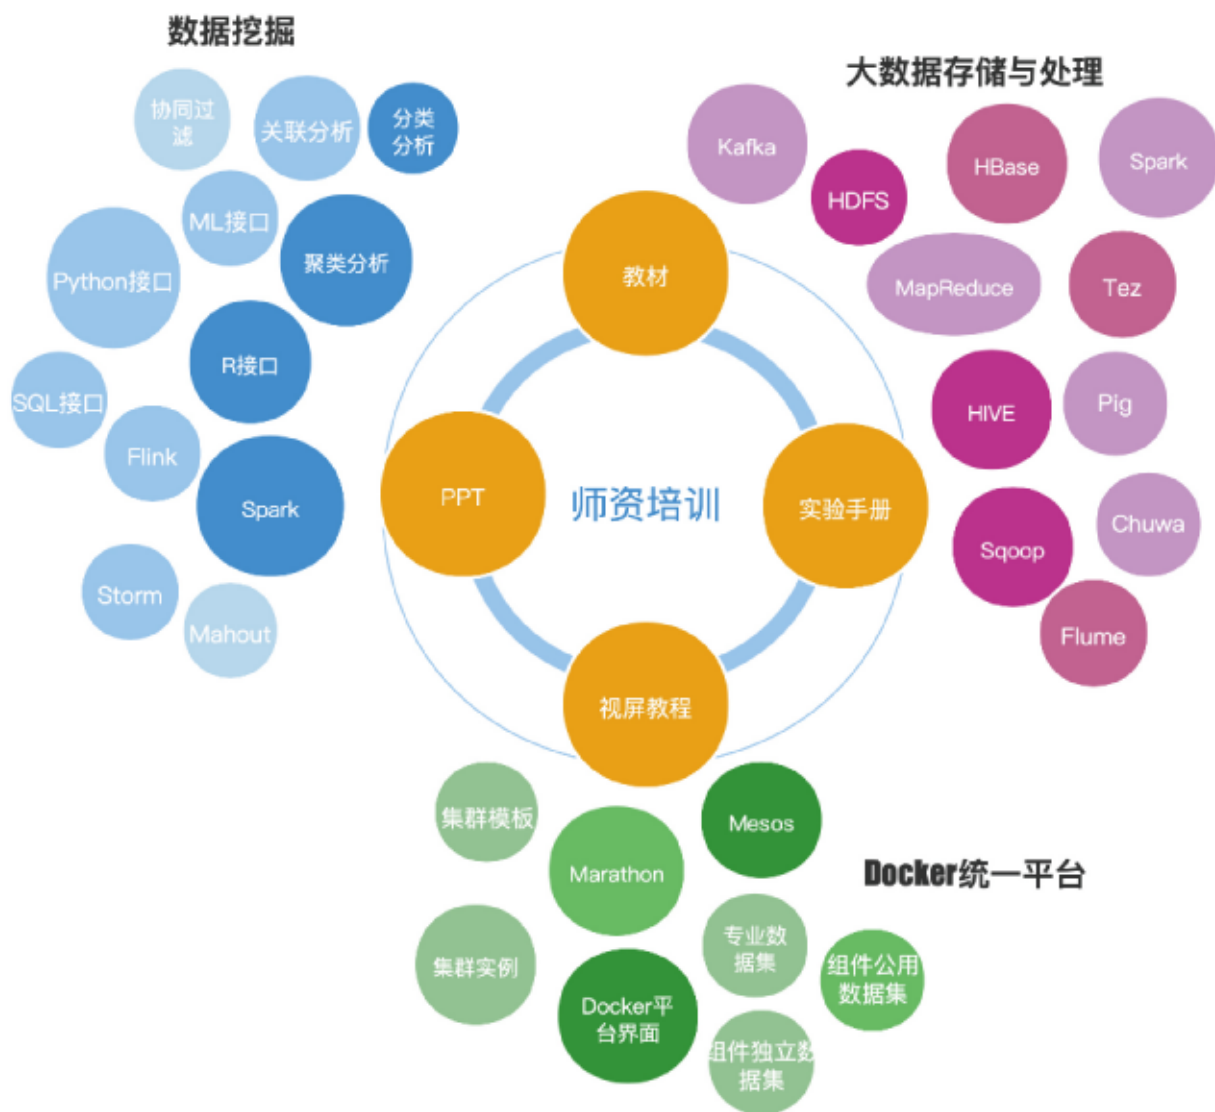 数据挖掘
协同过
滤
关联分析
分类
分析
ML接口
Python接口
聚类分析
R接口
SQL接口
Flink
Spark
Storm
Mahout
大数据存储与处理
Kafka
HDFS
HBase
Spark
MapReduce
Tez
HIVE
Pig
Sqoop
Chuwa
Flume
教材
PPT
师资培训
实验手册
视屏教程
集群模板
Marathon
Mesos
Docker统一平台
集群实例
专业数
据集
组件公用
数据集
Docker平
台界面
组件独立数
据集